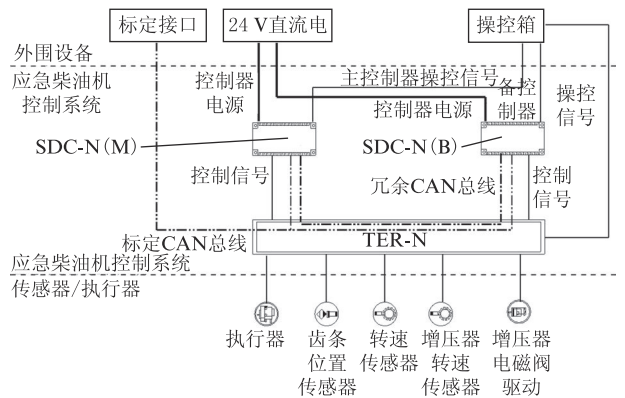 标定接口
24 V直流电
操控箱
外围设备
应急柴油机
控制系统
控制器
电源
主控制器操控信号
控制器电源
备控
制器
操控
信号
SDC-N(M)
SDC-N(B)
控制信号
冗余CAN总线
控制
信号
标定CAN总线
TER-N
应急柴油机控制系统
传感器/执行器
执行器
齿条
位置
传感器
转速
传感器
增压器
转速
传感器
增压器
电磁阀
驱动